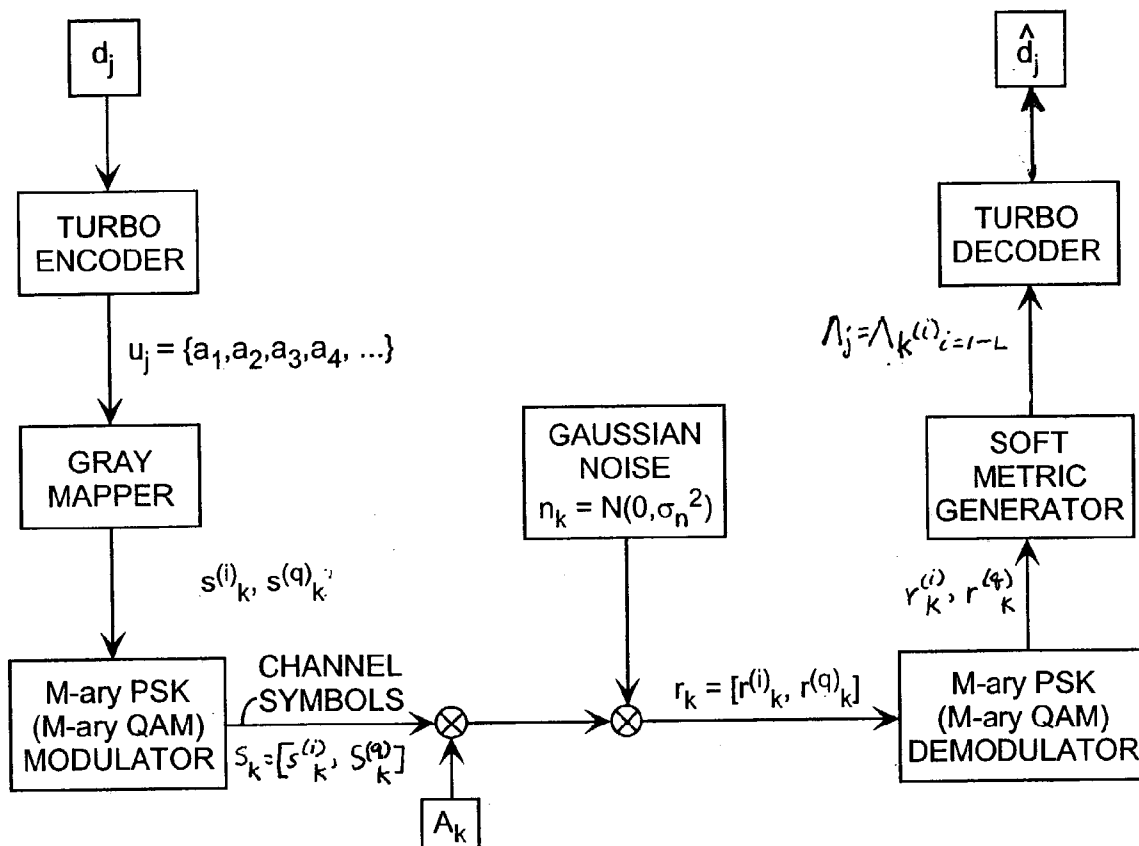 d_j
TURBO
ENCODER
u_j = {a_1,a_2,a_3,a_4, ...}
GRAY
MAPPER
s^(i)_k, s^(q)_k
M-ary PSK
(M-ary QAM)
MODULATOR
CHANNEL
SYMBOLS
S_k=[s^(i)_k, S^(q)_k]
A_k
GAUSSIAN
NOISE
n_k = N(0,σ_n^2)
r_k = [r^(i)_k, r^(q)_k]
M-ary PSK
(M-ary QAM)
DEMODULATOR
r^(i)_k, r^(q)_k
SOFT
METRIC
GENERATOR
Λ_j=Λ_k^(i)_i=1-L
TURBO
DECODER
d̂_j